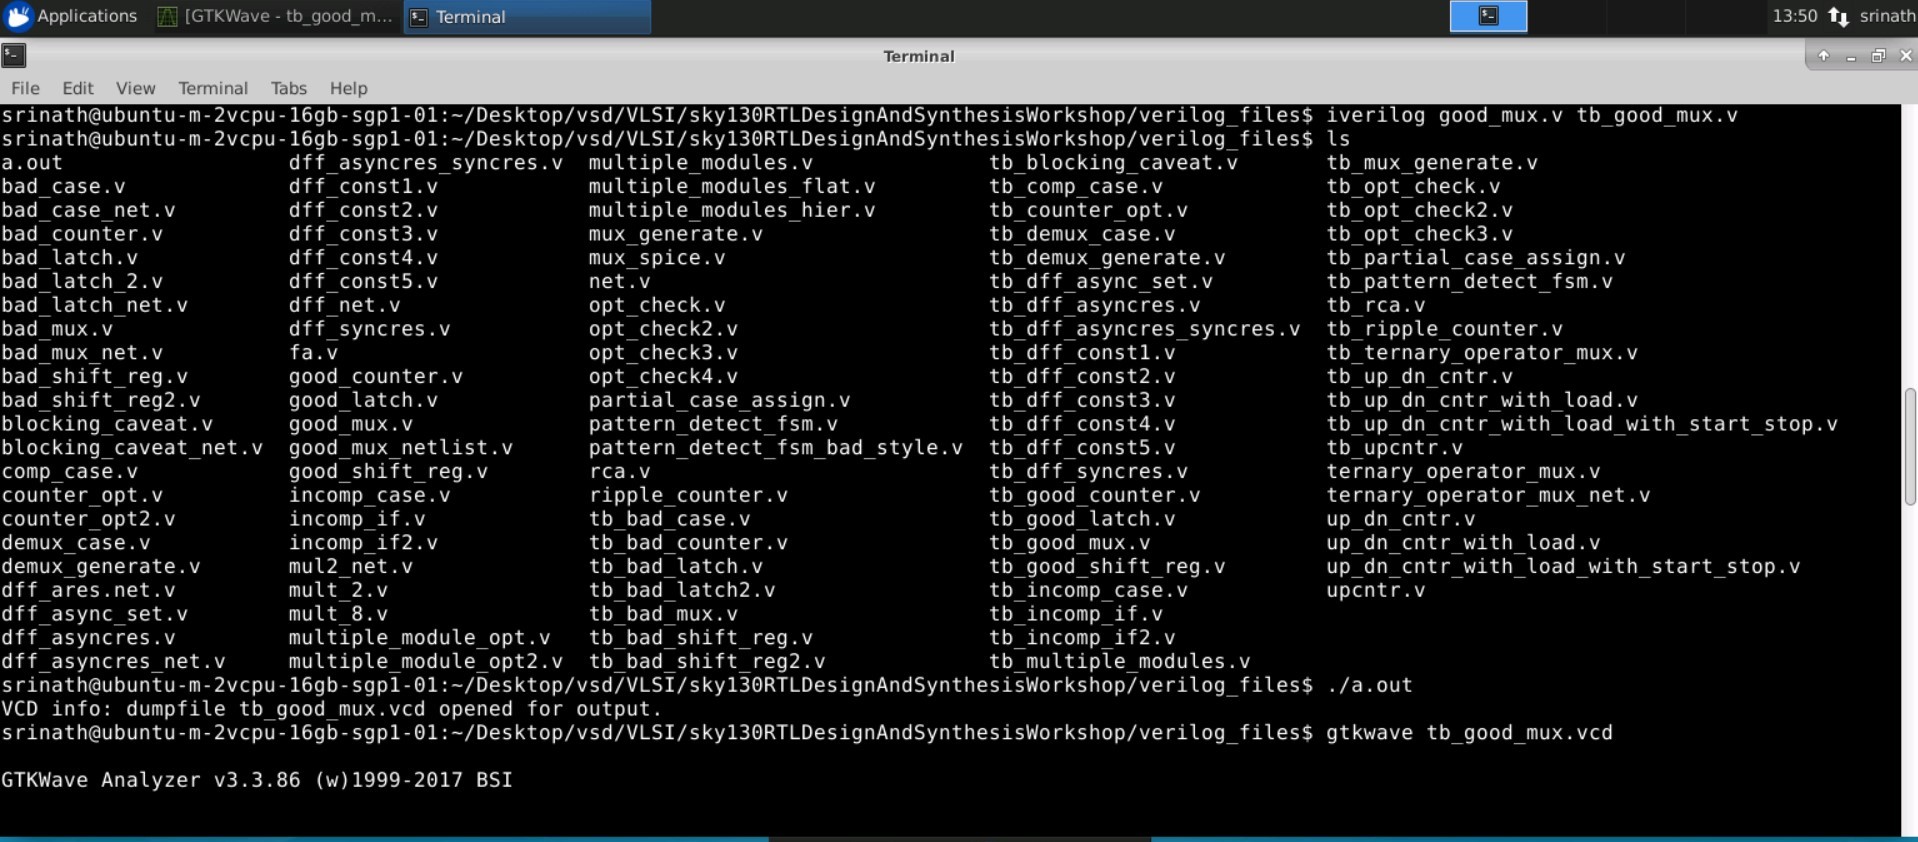 Applications [GTKWave - tb_good_m... Terminal 13:50 srinath
Terminal
File Edit View Terminal Tabs Help
srinath@ubuntu-m-2vcpu-16gb-sgp1-01:~/Desktop/vsd/VLSI/sky130RTLDesignAndSynthesisWorkshop/verilog_files$ iverilog good_mux.v tb_good_mux.v
srinath@ubuntu-m-2vcpu-16gb-sgp1-01:~/Desktop/vsd/VLSI/sky130RTLDesignAndSynthesisWorkshop/verilog_files$ ls
a.out dff_asyncres_syncres.v multiple_modules.v tb_blocking_caveat.v tb_mux_generate.v
bad_case.v dff_const1.v multiple_modules_flat.v tb_comp_case.v tb_opt_check.v
bad_case_net.v dff_const2.v multiple_modules_hier.v tb_counter_opt.v tb_opt_check2.v
bad_counter.v dff_const3.v mux_generate.v tb_demux_case.v tb_opt_check3.v
bad_latch.v dff_const4.v mux_spice.v tb_demux_generate.v tb_partial_case_assign.v
bad_latch_2.v dff_const5.v net.v tb_dff_async_set.v tb_pattern_detect_fsm.v
bad_latch_net.v dff_net.v opt_check.v tb_dff_asyncres.v tb_rca.v
bad_mux.v dff_syncres.v opt_check2.v tb_dff_asyncres_syncres.v tb_ripple_counter.v
bad_mux_net.v fa.v opt_check3.v tb_dff_const1.v tb_ternary_operator_mux.v
bad_shift_reg.v good_counter.v opt_check4.v tb_dff_const2.v tb_up_dn_cntr.v
bad_shift_reg2.v good_latch.v partial_case_assign.v tb_dff_const3.v tb_up_dn_cntr_with_load.v
blocking_caveat.v good_mux.v pattern_detect_fsm.v tb_dff_const4.v tb_up_dn_cntr_with_load_with_start_stop.v
blocking_caveat_net.v good_mux_netlist.v pattern_detect_fsm_bad_style.v tb_dff_const5.v tb_upcntr.v
comp_case.v good_shift_reg.v rca.v tb_dff_syncres.v ternary_operator_mux.v
counter_opt.v incomp_case.v ripple_counter.v tb_good_counter.v ternary_operator_mux_net.v
counter_opt2.v incomp_if.v tb_bad_case.v tb_good_latch.v up_dn_cntr.v
demux_case.v incomp_if2.v tb_bad_counter.v tb_good_mux.v up_dn_cntr_with_load.v
demux_generate.v mul2_net.v tb_bad_latch.v tb_good_shift_reg.v up_dn_cntr_with_load_with_start_stop.v
dff_ares.net.v mult_2.v tb_bad_latch2.v tb_incomp_case.v upcntr.v
dff_async_set.v mult_8.v tb_bad_mux.v tb_incomp_if.v
dff_asyncres.v multiple_module_opt.v tb_bad_shift_reg.v tb_incomp_if2.v
dff_asyncres_net.v multiple_module_opt2.v tb_bad_shift_reg2.v tb_multiple_modules.v
srinath@ubuntu-m-2vcpu-16gb-sgp1-01:~/Desktop/vsd/VLSI/sky130RTLDesignAndSynthesisWorkshop/verilog_files$ ./a.out
VCD info: dumpfile tb_good_mux.vcd opened for output.
srinath@ubuntu-m-2vcpu-16gb-sgp1-01:~/Desktop/vsd/VLSI/sky130RTLDesignAndSynthesisWorkshop/verilog_files$ gtkwave tb_good_mux.vcd
GTKWave Analyzer v3.3.86 (w)1999-2017 BSI